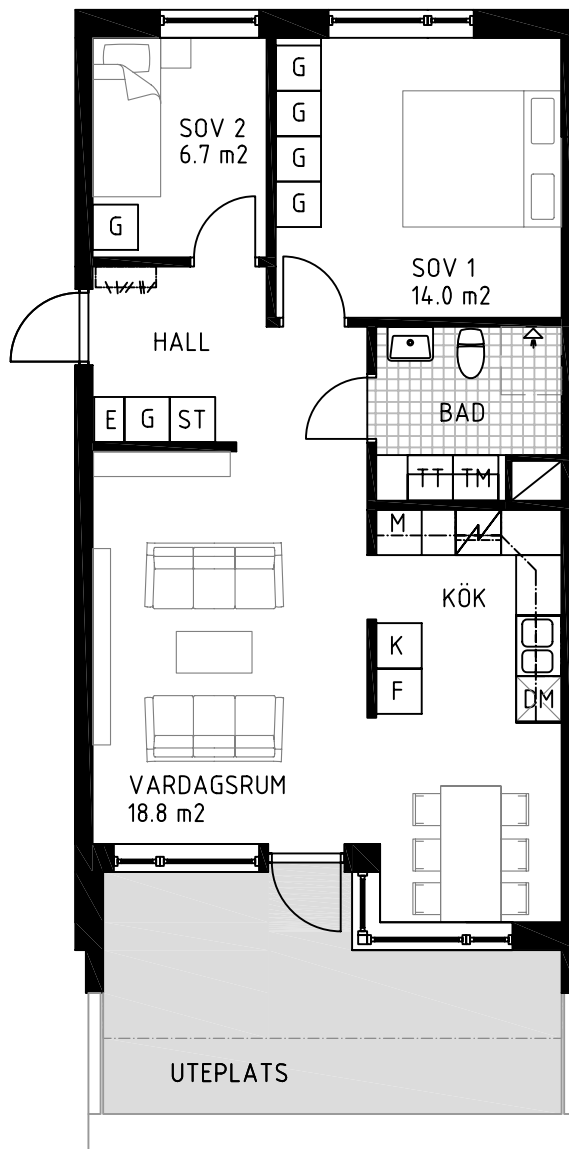 G
G
G
G
SOV 2
6.7 m2
G
SOV 1
14.0 m2
HALL
E G ST
BAD
TT TM
M
KÖK
K
F
DM
VARDAGSRUM
18.8 m2
UTEPLATS